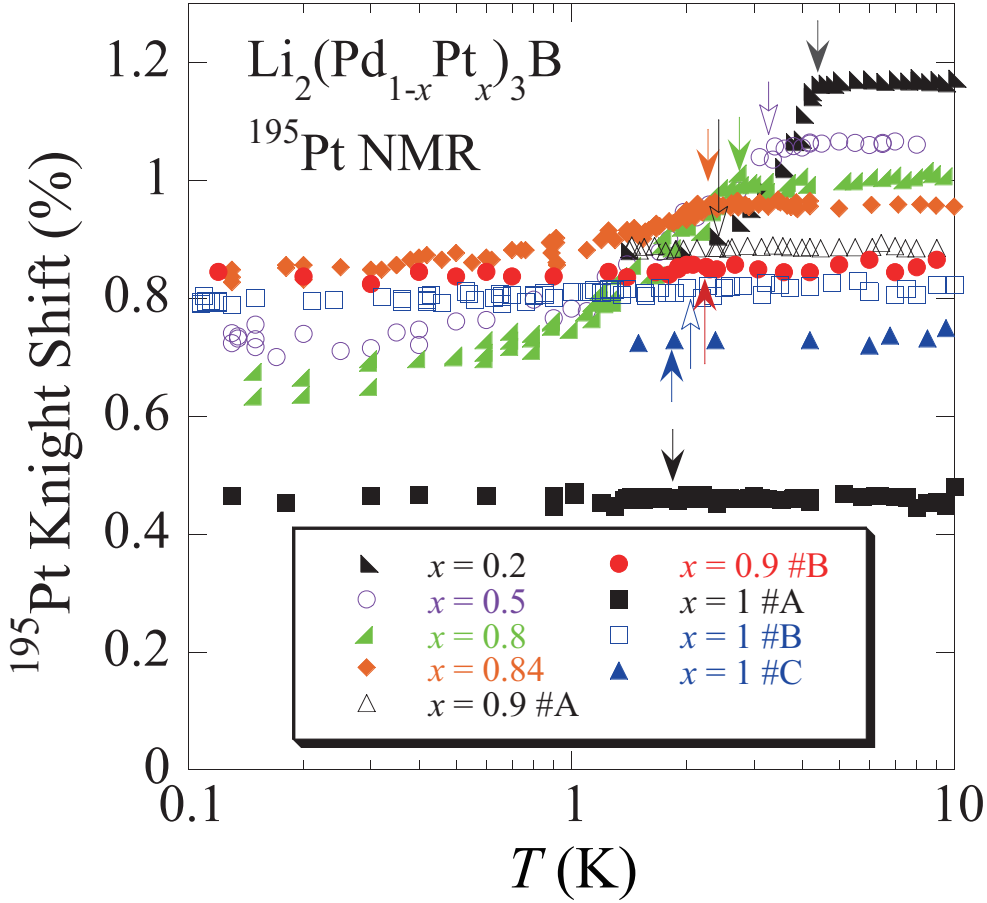 Li2(Pd1-xPtx)3B
195Pt NMR
195Pt Knight Shift (%)
1.2
1
0.8
0.6
0.4
0.2
0
x = 0.2
x = 0.5
x = 0.8
x = 0.84
x = 0.9 #A
x = 0.9 #B
x = 1 #A
x = 1 #B
x = 1 #C
0.1
1
10
T (K)